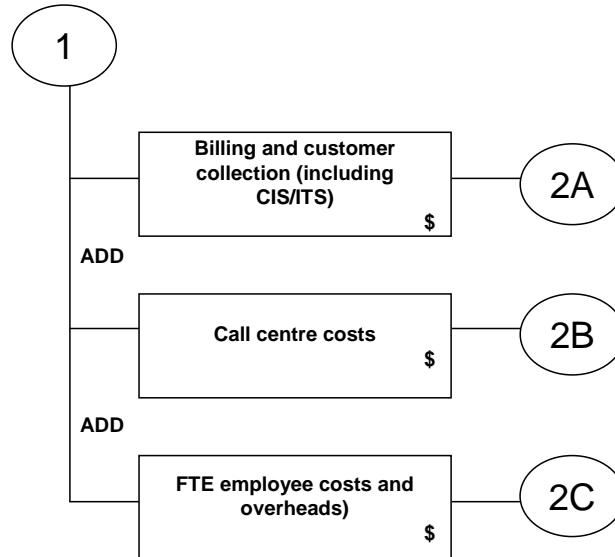 1
Billing and customer
collection (including
CIS/ITS)
$
2A
ADD
Call centre costs
$
2B
ADD
FTE employee costs and
overheads)
$
2C